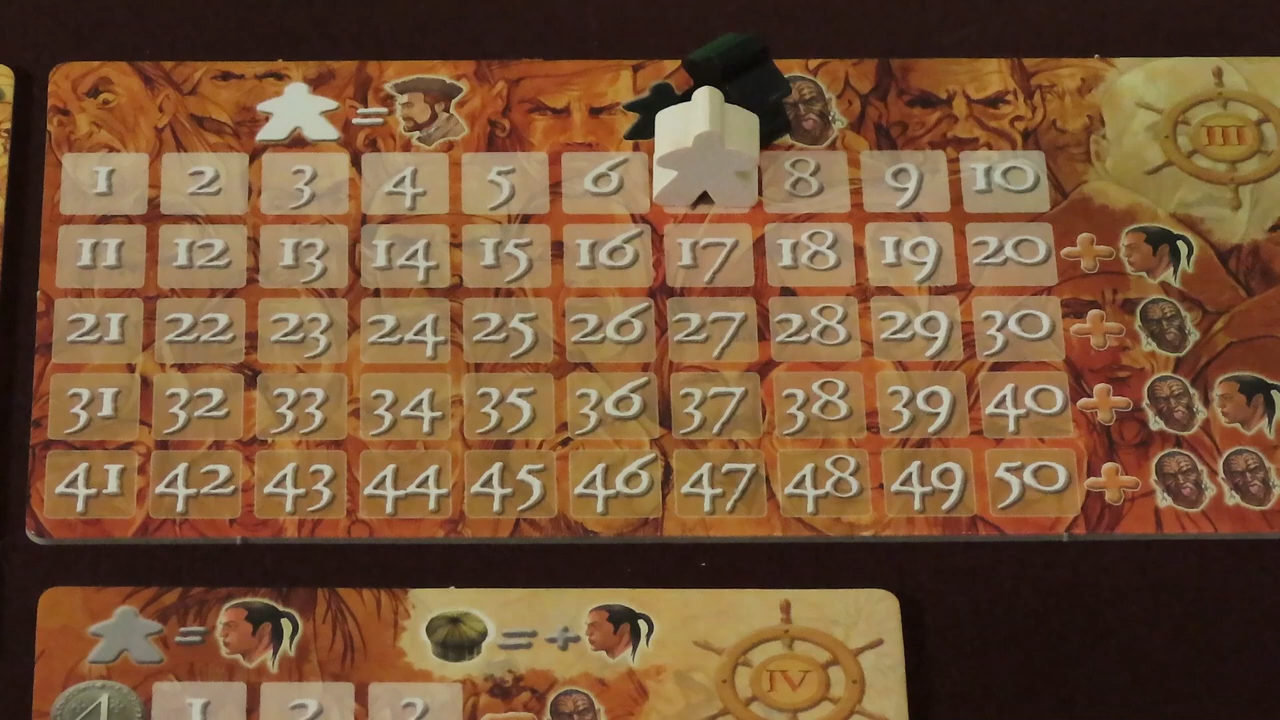 =
III
1 2 3 4 5 6 8 9 10
11 12 13 14 15 16 17 18 19 20 +
21 22 23 24 25 26 27 28 29 30 +
31 32 33 34 35 36 37 38 39 40 +
41 42 43 44 45 46 47 48 49 50 +
= = +
IV
1